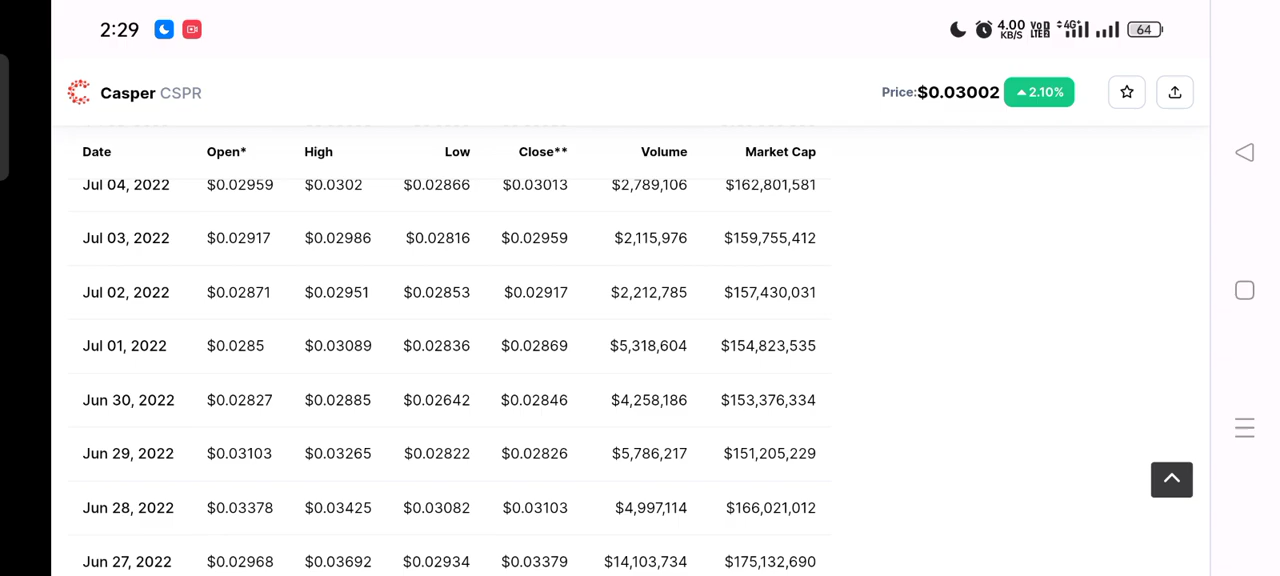 2:29 4.00 KB/S VoD LTE 4G+ 64
Casper CSPR Price:$0.03002 2.10%
Date Open* High Low Close** Volume Market Cap
Jul 04, 2022 $0.02959 $0.0302 $0.02866 $0.03013 $2,789,106 $162,801,581
Jul 03, 2022 $0.02917 $0.02986 $0.02816 $0.02959 $2,115,976 $159,755,412
Jul 02, 2022 $0.02871 $0.02951 $0.02853 $0.02917 $2,212,785 $157,430,031
Jul 01, 2022 $0.0285 $0.03089 $0.02836 $0.02869 $5,318,604 $154,823,535
Jun 30, 2022 $0.02827 $0.02885 $0.02642 $0.02846 $4,258,186 $153,376,334
Jun 29, 2022 $0.03103 $0.03265 $0.02822 $0.02826 $5,786,217 $151,205,229
Jun 28, 2022 $0.03378 $0.03425 $0.03082 $0.03103 $4,997,114 $166,021,012
Jun 27, 2022 $0.02968 $0.03692 $0.02934 $0.03379 $14,103,734 $175,132,690